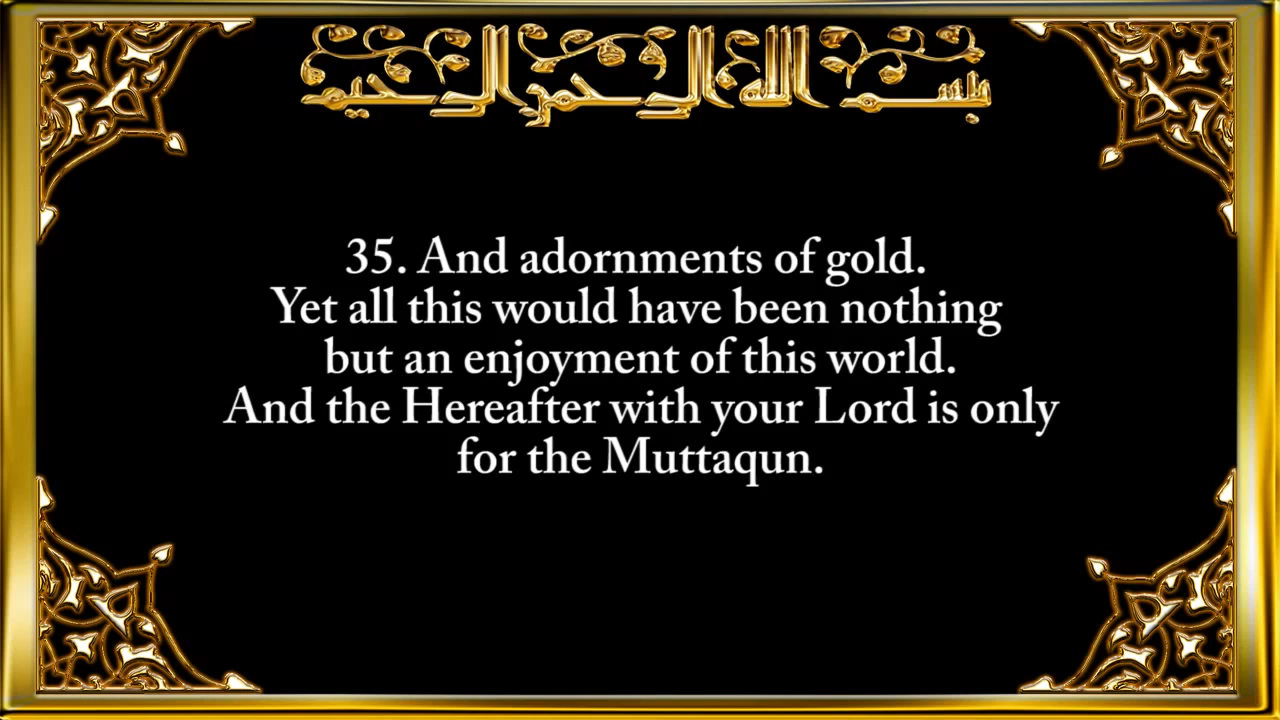 بسم الله الرحمن الرحيم
35. And adornments of gold.
Yet all this would have been nothing
but an enjoyment of this world.
And the Hereafter with your Lord is only
for the Muttaqun.